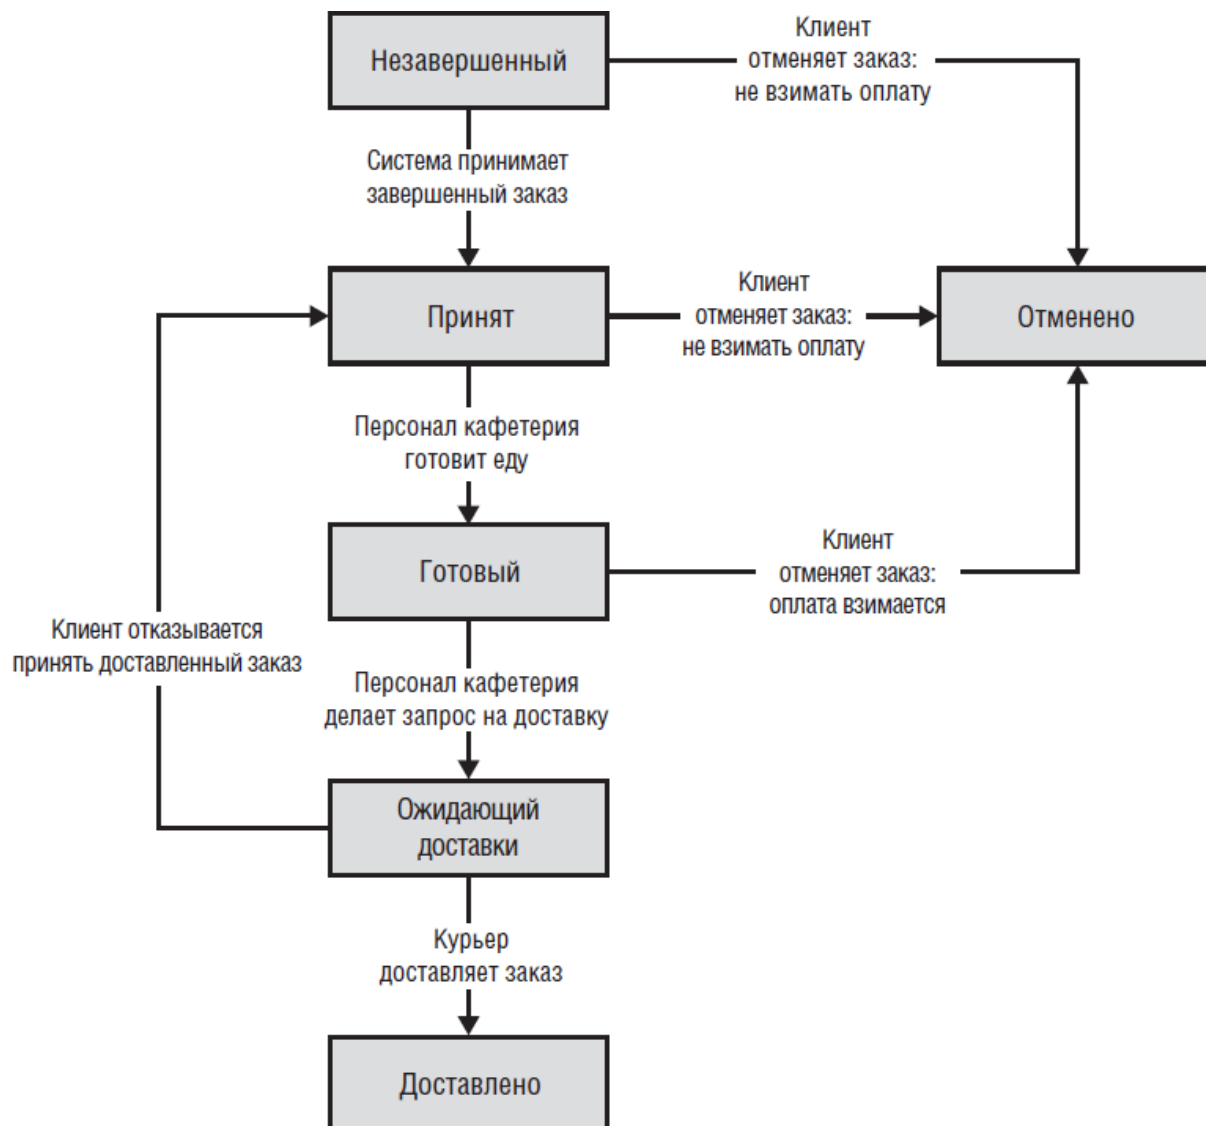 Незавершенный
Клиент
отменяет заказ:
не взимать оплату
Система принимает
завершенный заказ
Принят
Клиент
отменяет заказ:
не взимать оплату
Отменено
Персонал кафетерия
готовит еду
Готовый
Клиент
отменяет заказ:
оплата взимается
Клиент отказывается
принять доставленный заказ
Персонал кафетерия
делает запрос на доставку
Ожидающий
доставки
Курьер
доставляет заказ
Доставлено